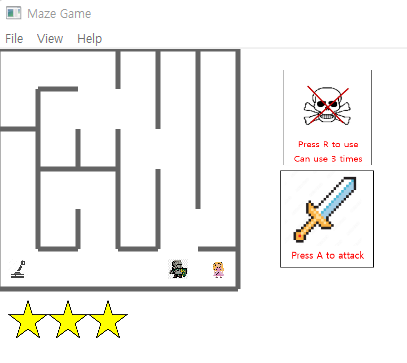 Maze Game
File View Help
Press R to use
Can use 3 times
Press A to attack